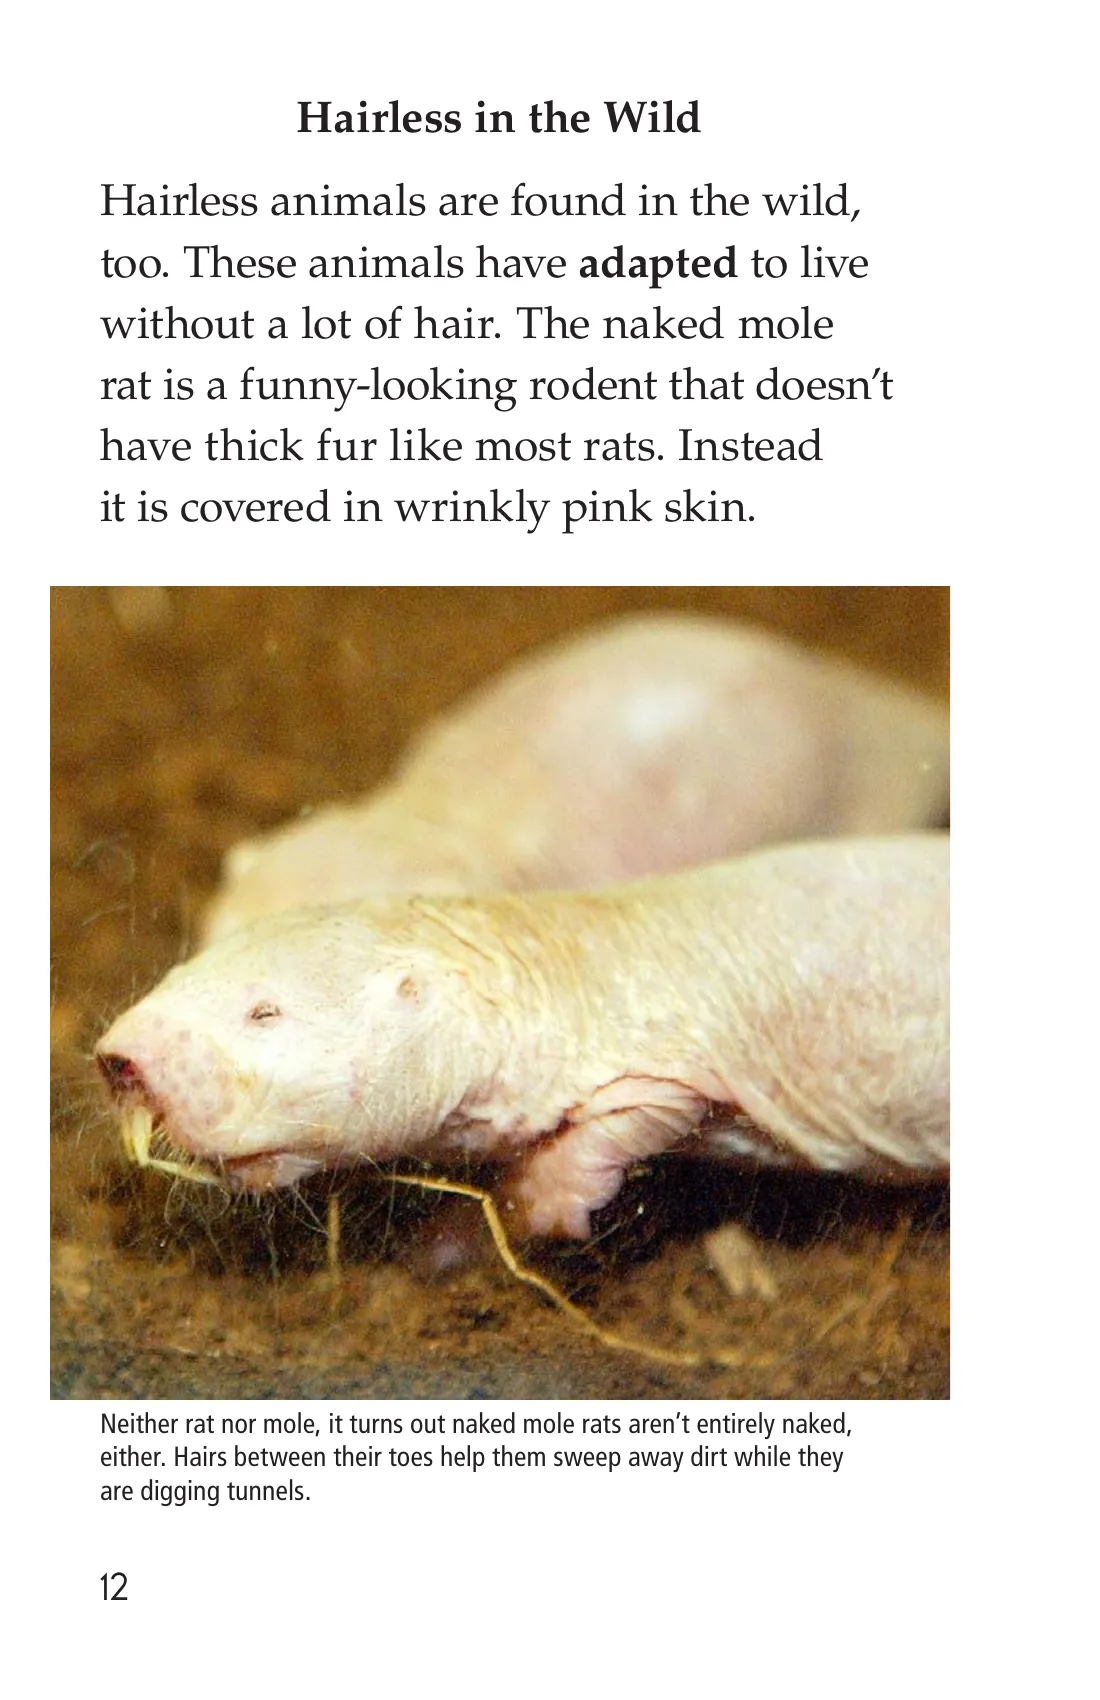 Hairless in the Wild
Hairless animals are found in the wild,
too. These animals have adapted to live
without a lot of hair. The naked mole
rat is a funny-looking rodent that doesn’t
have thick fur like most rats. Instead
it is covered in wrinkly pink skin.
Neither rat nor mole, it turns out naked mole rats aren’t entirely naked,
either. Hairs between their toes help them sweep away dirt while they
are digging tunnels.
12